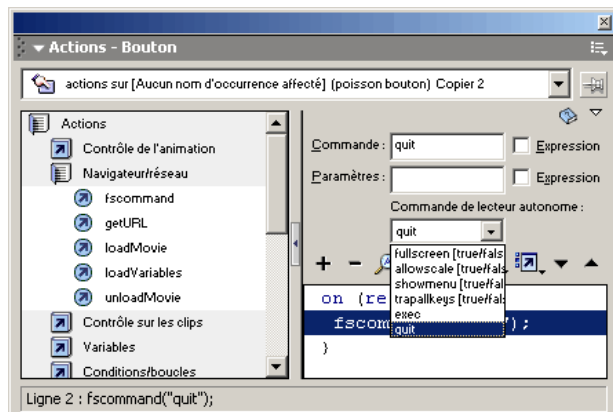 Actions - Bouton
actions sur [Aucun nom d'occurrence affecté] (poisson bouton) Copier 2
Actions
Contrôle de l'animation
Navigateur/réseau
fscommand
getURL
loadMovie
loadVariables
unloadMovie
Contrôle sur les clips
Variables
Conditions/boucles
Commande : quit Expression
Paramètres : Expression
Commande de lecteur autonome :
quit
fullscreen [true/fals
allowscale [true/fals
showmenu [true/fal
trapallkeys [true/fals
exec
quit
on (re
fscom ");
}
Ligne 2 : fscommand("quit");